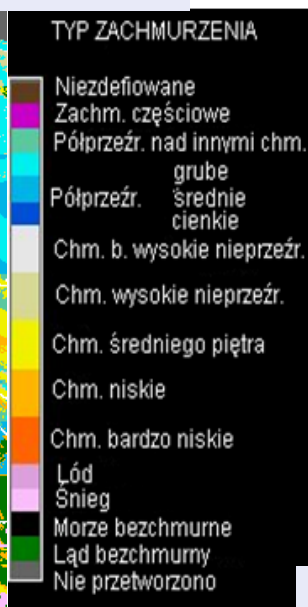 TYP ZACHMURZENIA
Niezdefiowane
Zachm. częściowe
Półprzeźr. nad innymi chm.
grube
Półprzeźr. średnie
cienkie
Chm. b. wysokie nieprzeźr.
Chm. wysokie nieprzeźr.
Chm. średniego piętra
Chm. niskie
Chm. bardzo niskie
Lód
Śnieg
Morze bezchmurne
Ląd bezchmurny
Nie przetworzono